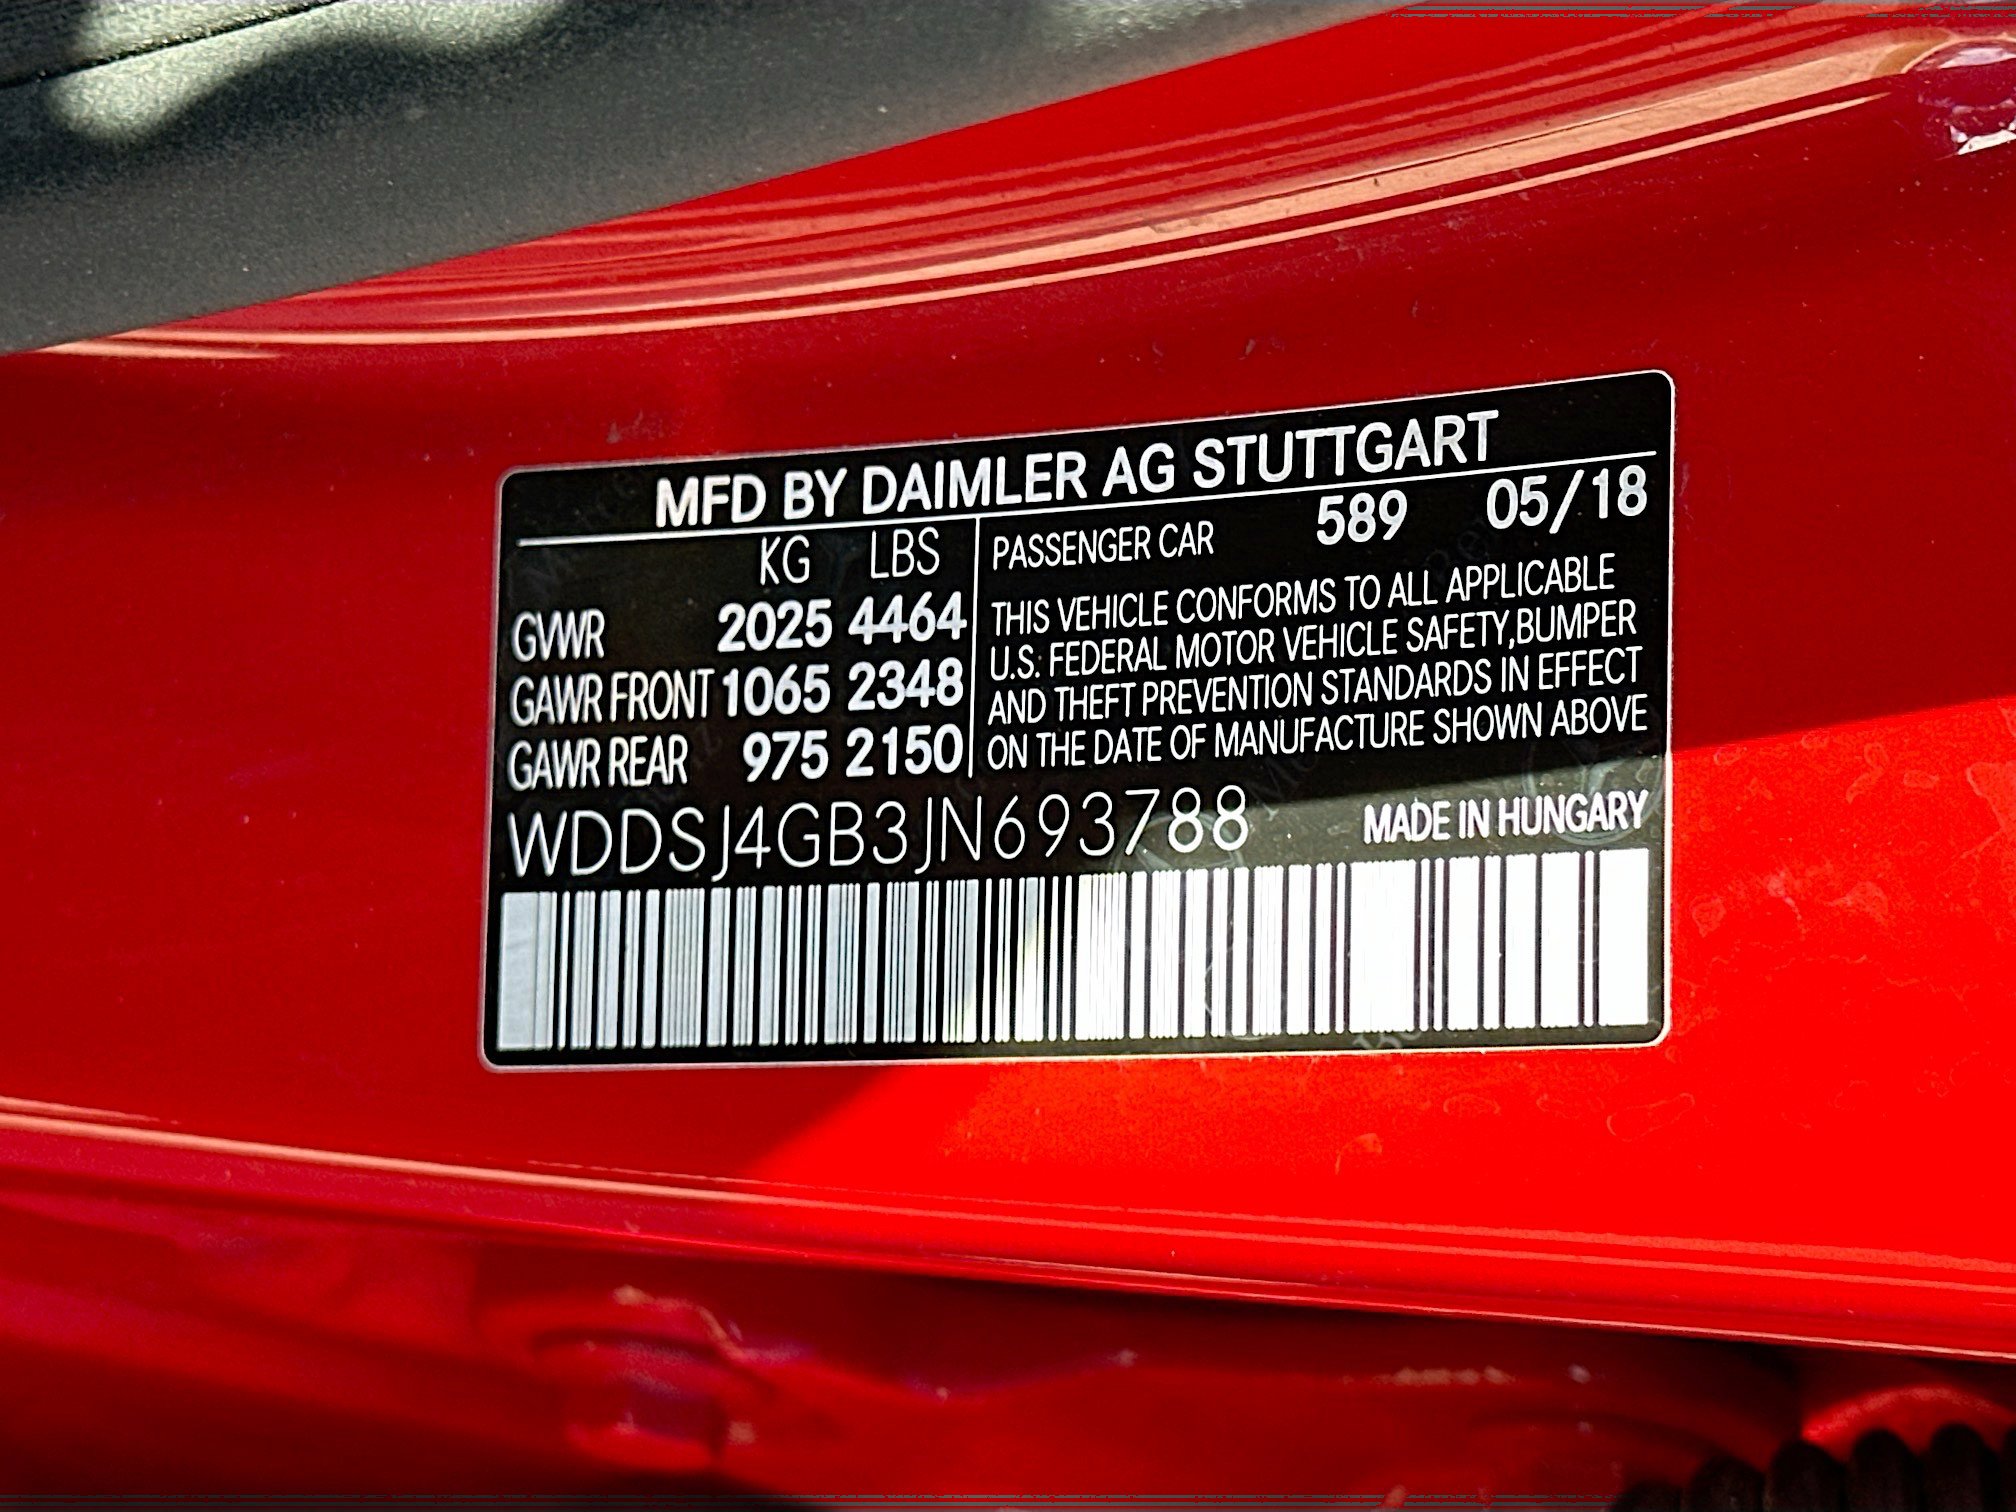 MFD BY DAIMLER AG STUTTGART
KG LBS
GVWR 2025 4464
GAWR FRONT 1065 2348
GAWR REAR 975 2150
PASSENGER CAR 589 05/18
THIS VEHICLE CONFORMS TO ALL APPLICABLE
U.S. FEDERAL MOTOR VEHICLE SAFETY,BUMPER
AND THEFT PREVENTION STANDARDS IN EFFECT
ON THE DATE OF MANUFACTURE SHOWN ABOVE
WDDSJ4GB3JN693788 MADE IN HUNGARY